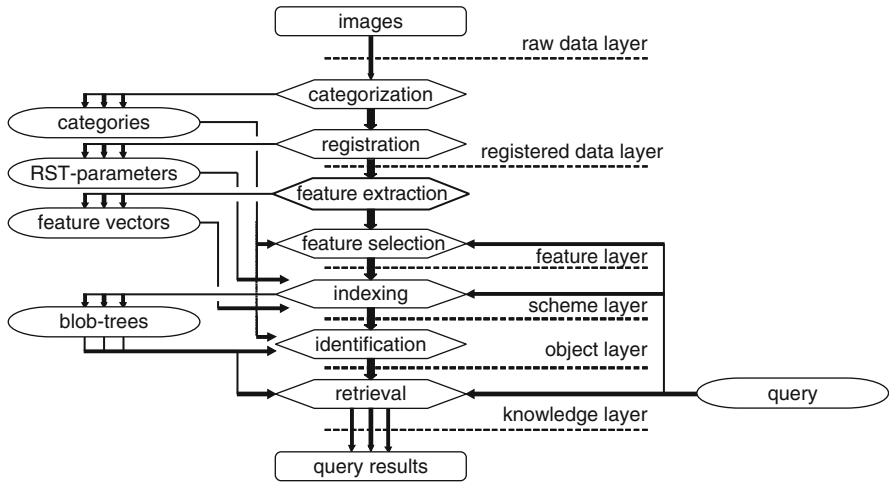 images
raw data layer
categorization
categories
registration
registered data layer
RST-parameters
feature extraction
feature vectors
feature selection
feature layer
indexing
scheme layer
blob-trees
identification
object layer
retrieval
query
knowledge layer
query results